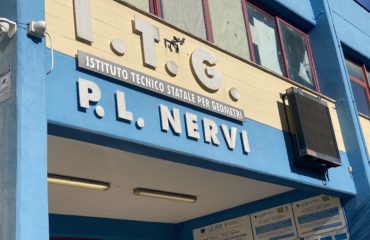 I.T.G.
ISTITUTO TECNICO STATALE PER GEOMETRI
P.L. NERVI